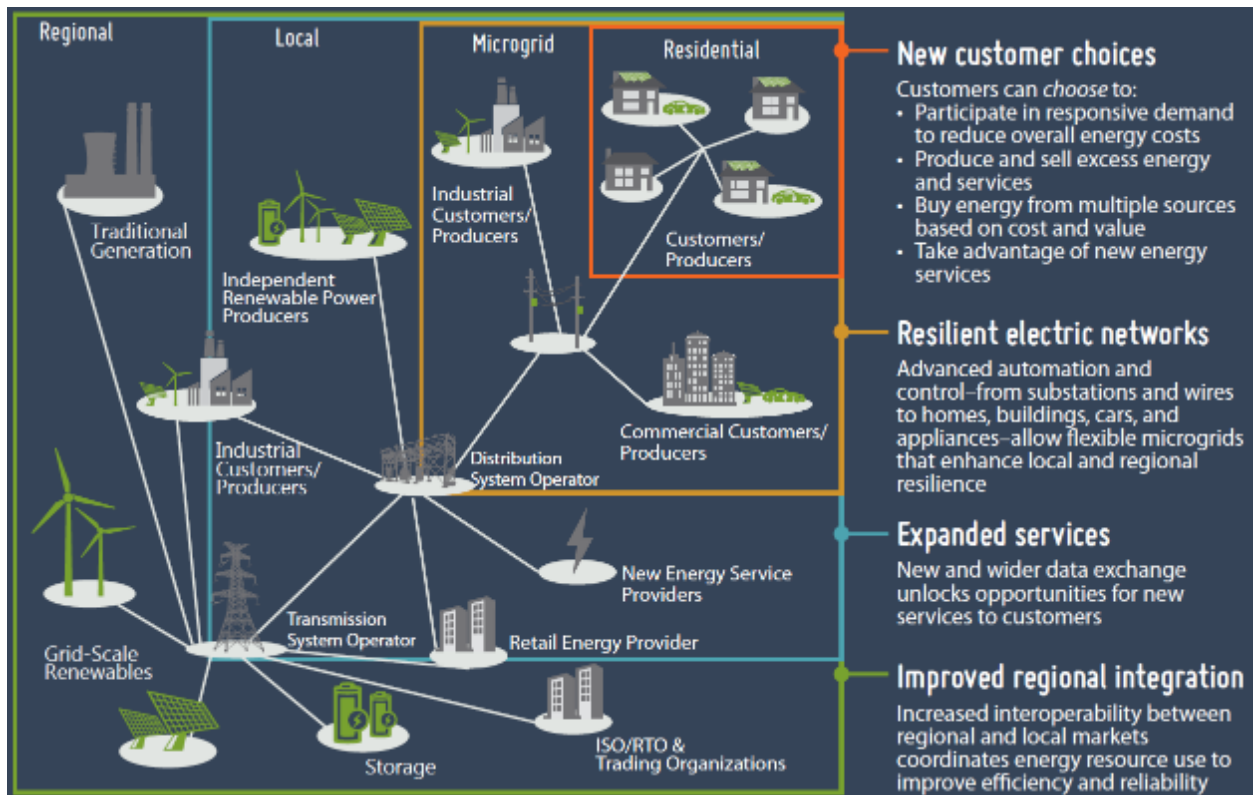 Regional
Local
Microgrid
Residential
Traditional
Generation
Independent
Renewable Power
Producers
Industrial
Customers/
Producers
Customers/
Producers
Industrial
Customers/
Producers
Commercial Customers/
Producers
Distribution
System Operator
New Energy Service
Providers
Transmission
System Operator
Retail Energy Provider
Grid-Scale
Renewables
Storage
ISO/RTO &
Trading Organizations
New customer choices
Customers can choose to:
• Participate in responsive demand
to reduce overall energy costs
• Produce and sell excess energy
and services
• Buy energy from multiple sources
based on cost and value
• Take advantage of new energy
services
Resilient electric networks
Advanced automation and
control–from substations and wires
to homes, buildings, cars, and
appliances–allow flexible microgrids
that enhance local and regional
resilience
Expanded services
New and wider data exchange
unlocks opportunities for new
services to customers
Improved regional integration
Increased interoperability between
regional and local markets
coordinates energy resource use to
improve efficiency and reliability